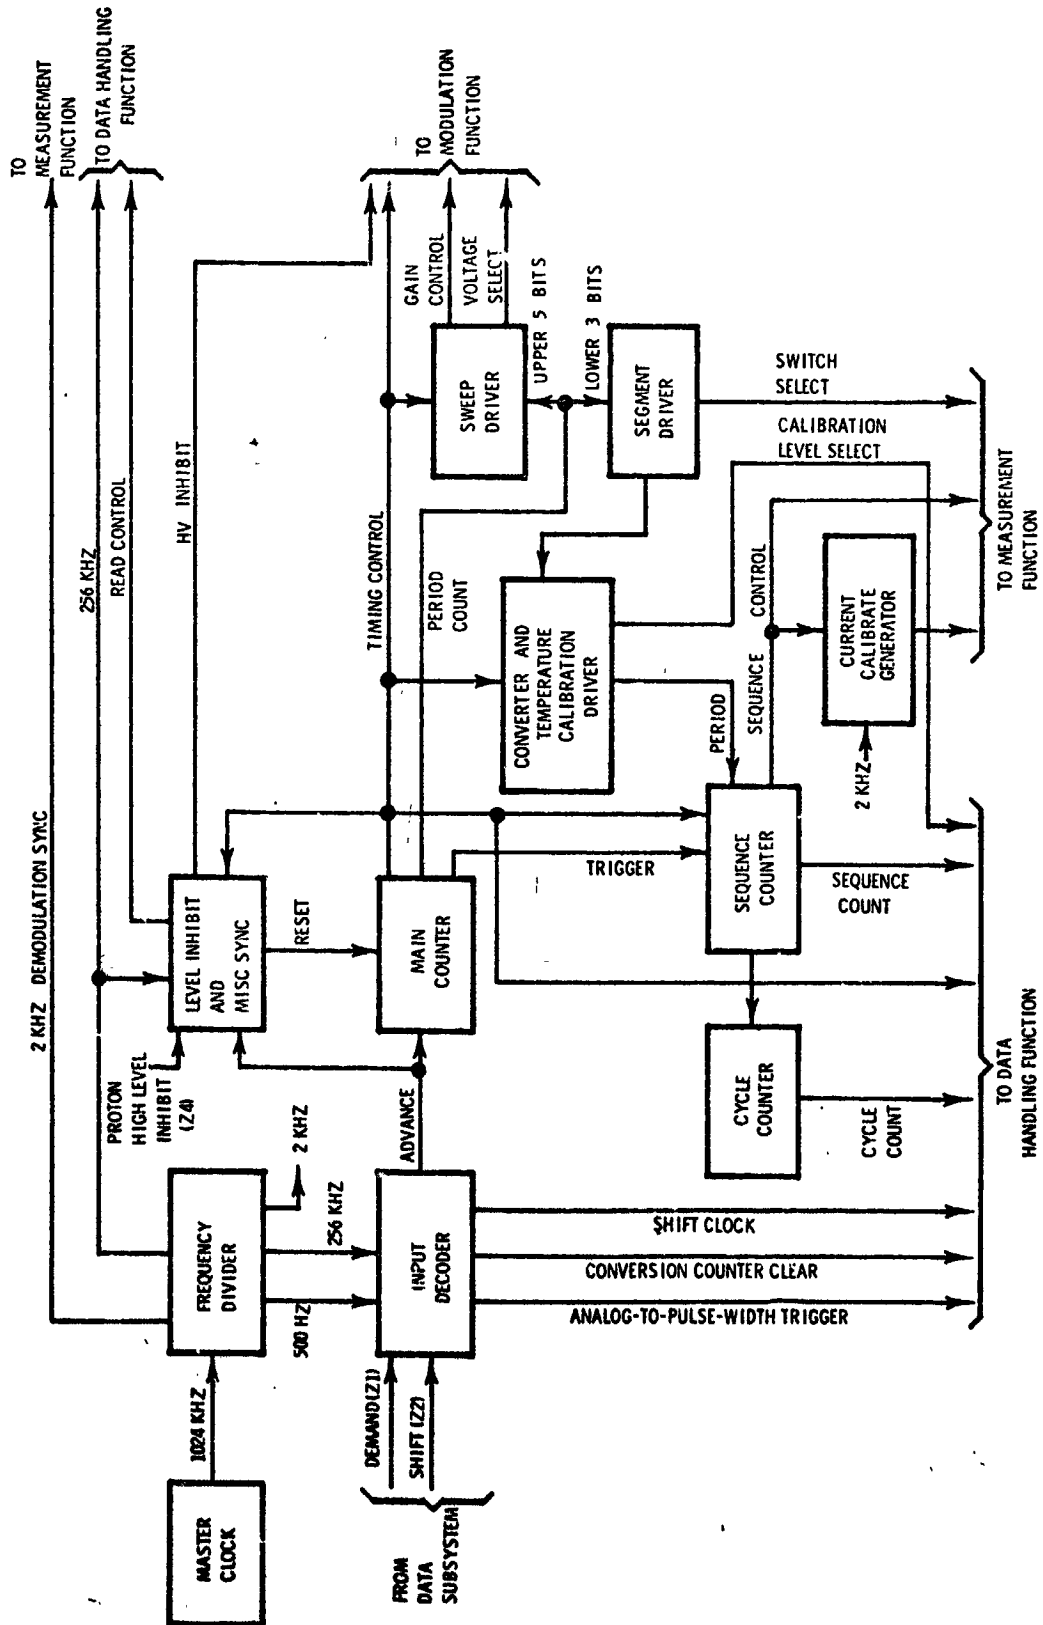 TO
MEASUREMENT
FUNCTION
TO DATA HANDLING
FUNCTION
2 KHZ DEMODULATION SYNC
256 KHZ
READ CONTROL
HV INHIBIT
TO
MODULATION
FUNCTION
MASTER
CLOCK
1024 KHZ
FREQUENCY
DIVIDER
2 KHZ
256 KHZ
500 HZ
PROTON
HIGH LEVEL
INHIBIT
(Z4)
LEVEL INHIBIT
AND
MISC SYNC
RESET
TIMING CONTROL
PERIOD
COUNT
GAIN
CONTROL
VOLTAGE
SELECT
SWEEP
DRIVER
UPPER 5 BITS
LOWER 3 BITS
SEGMENT
DRIVER
FROM
DATA
SUBSYSTEM
DEMAND(Z1)
SHIFT (Z2)
INPUT
DECODER
ADVANCE
MAIN
COUNTER
TRIGGER
CONVERTER AND
TEMPERATURE
CALIBRATION
DRIVER
PERIOD
SEQUENCE
CONTROL
SWITCH
SELECT
CALIBRATION
LEVEL SELECT
CYCLE
COUNTER
SEQUENCE
COUNTER
2 KHZ
CURRENT
CALIBRATE
GENERATOR
SHIFT CLOCK
CONVERSION COUNTER CLEAR
ANALOG-TO-PULSE-WIDTH TRIGGER
CYCLE
COUNT
SEQUENCE
COUNT
TO DATA
HANDLING FUNCTION
TO MEASUREMENT
FUNCTION